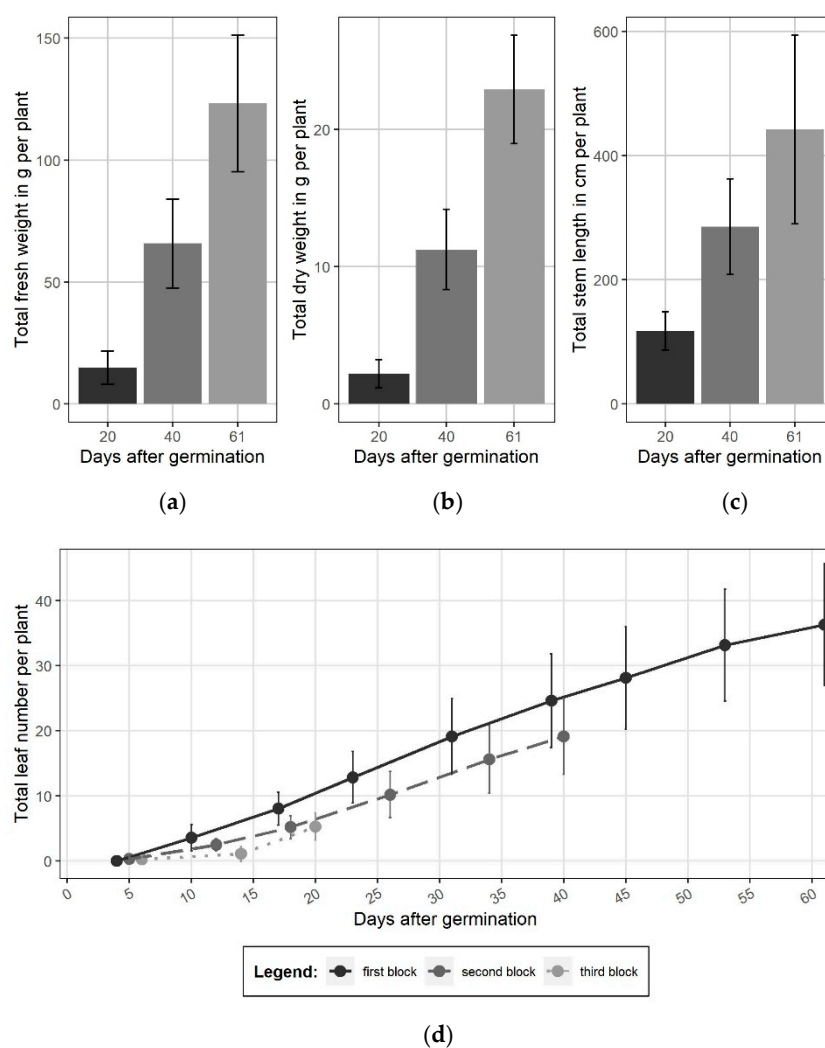 Total fresh weight in g per plant
150
100
50
0
20 40 61
Days after germination
(a)
Total dry weight in g per plant
20
10
0
20 40 61
Days after germination
(b)
Total stem length in cm per plant
600
400
200
0
20 40 61
Days after germination
(c)
Total leaf number per plant
40
30
20
10
0
0 5 10 15 20 25 30 35 40 45 50 55 60
Days after germination
Legend: first block second block third block
(d)